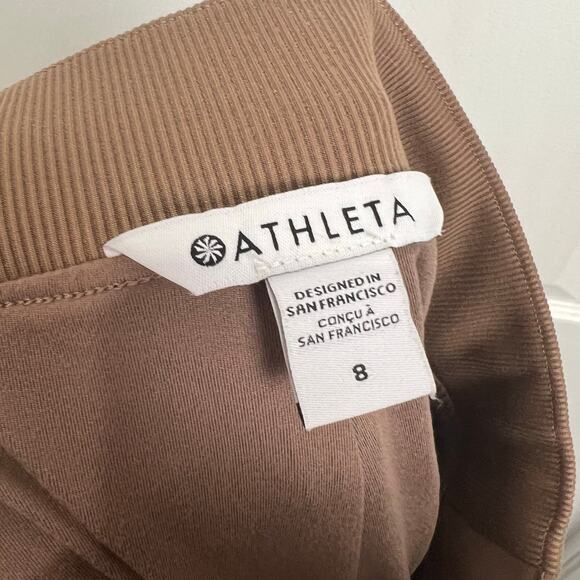 ATHLETA
DESIGNED IN
SAN FRANCISCO
CONÇU À
SAN FRANCISCO
8